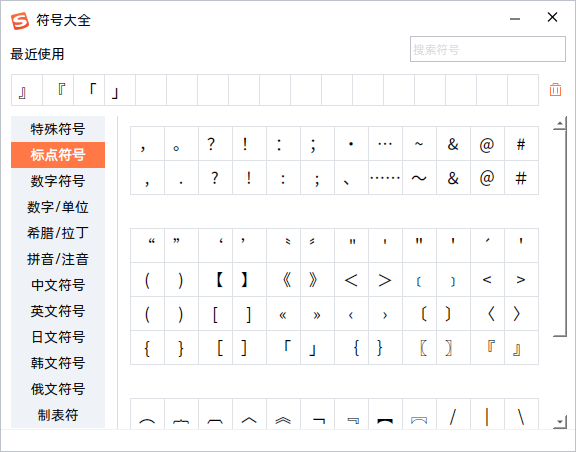 符号大全
最近使用
搜索符号
』 『 「 」
特殊符号
标点符号
数字符号
数字/单位
希腊/拉丁
拼音/注音
中文符号
英文符号
日文符号
韩文符号
俄文符号
制表符
， 。 ？ ！ ： ； · … ~ & @ #
, . ? ! : ; 、 …… ～ ＆ ＠ ＃
“ ” ‘ ’ 〝 〞 " ' ＂ ＇ ´ '
（ ） 【 】 《 》 ＜ ＞ ﹝ ﹞ < >
( ) [ ] « » ‹ › 〔 〕 〈 〉
{ } ［ ］ 「 」 ｛ ｝ 〖 〗 『 』
︵ ︷ ︹ ︿ ︽ ﹁ ﹃ ︻ ︗ / | \